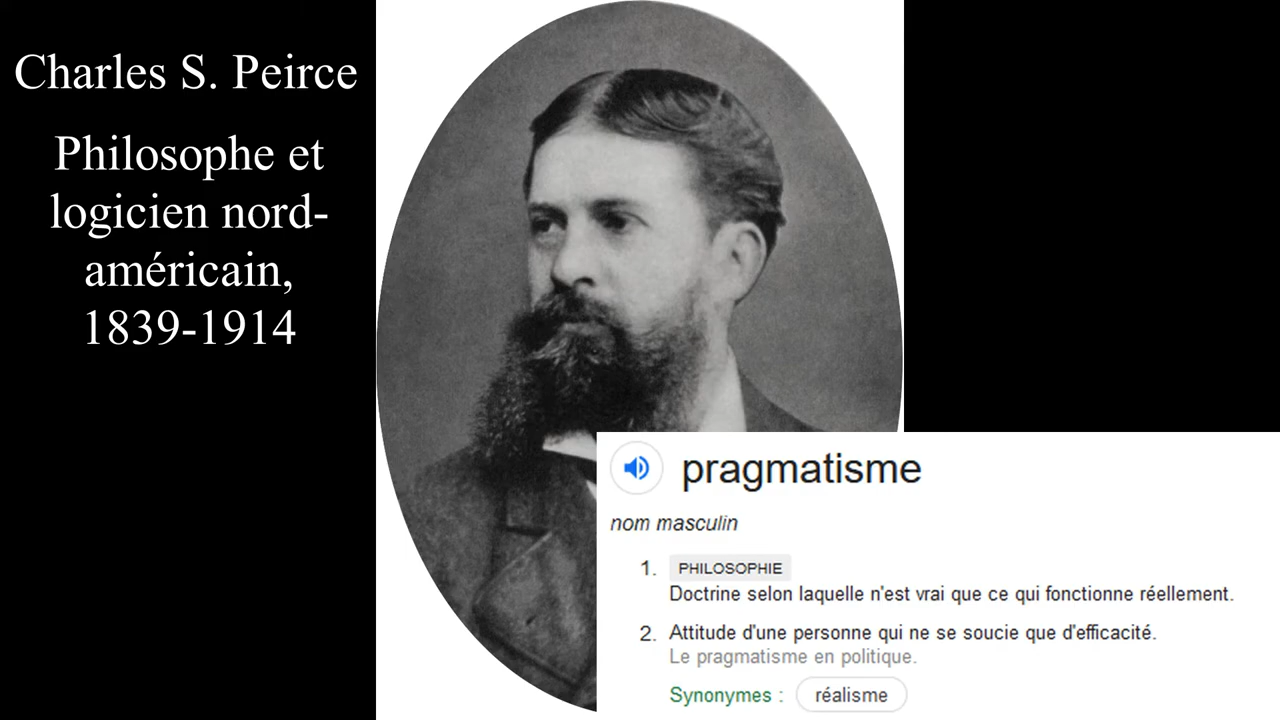 Charles S. Peirce
Philosophe et
logicien nord-
américain,
1839-1914
pragmatisme
nom masculin
1. PHILOSOPHIE
Doctrine selon laquelle n'est vrai que ce qui fonctionne réellement.
2. Attitude d'une personne qui ne se soucie que d'efficacité.
Le pragmatisme en politique.
Synonymes : réalisme